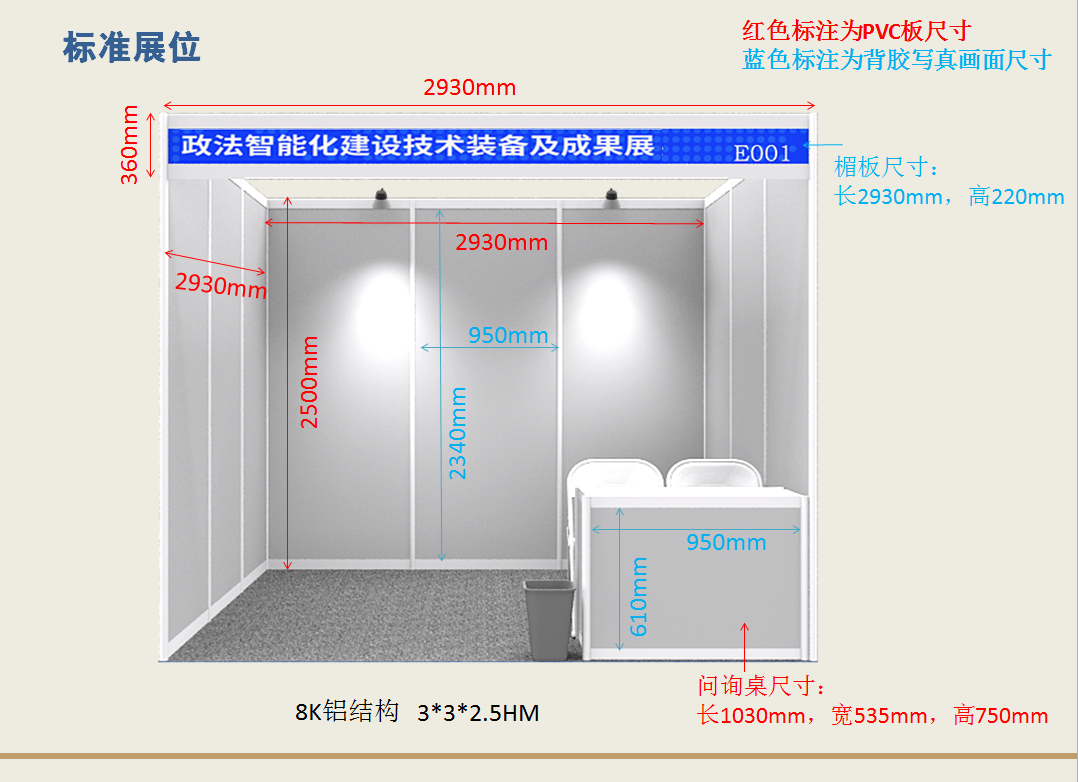 标准展位
红色标注为PVC板尺寸
蓝色标注为背胶写真画面尺寸
2930mm
360mm
政法智能化建设技术装备及成果展
E001
楣板尺寸：
长2930mm，高220mm
2930mm
2930mm
950mm
2500mm
2340mm
950mm
610mm
问询桌尺寸：
长1030mm，宽535mm，高750mm
8K铝结构 3*3*2.5HM